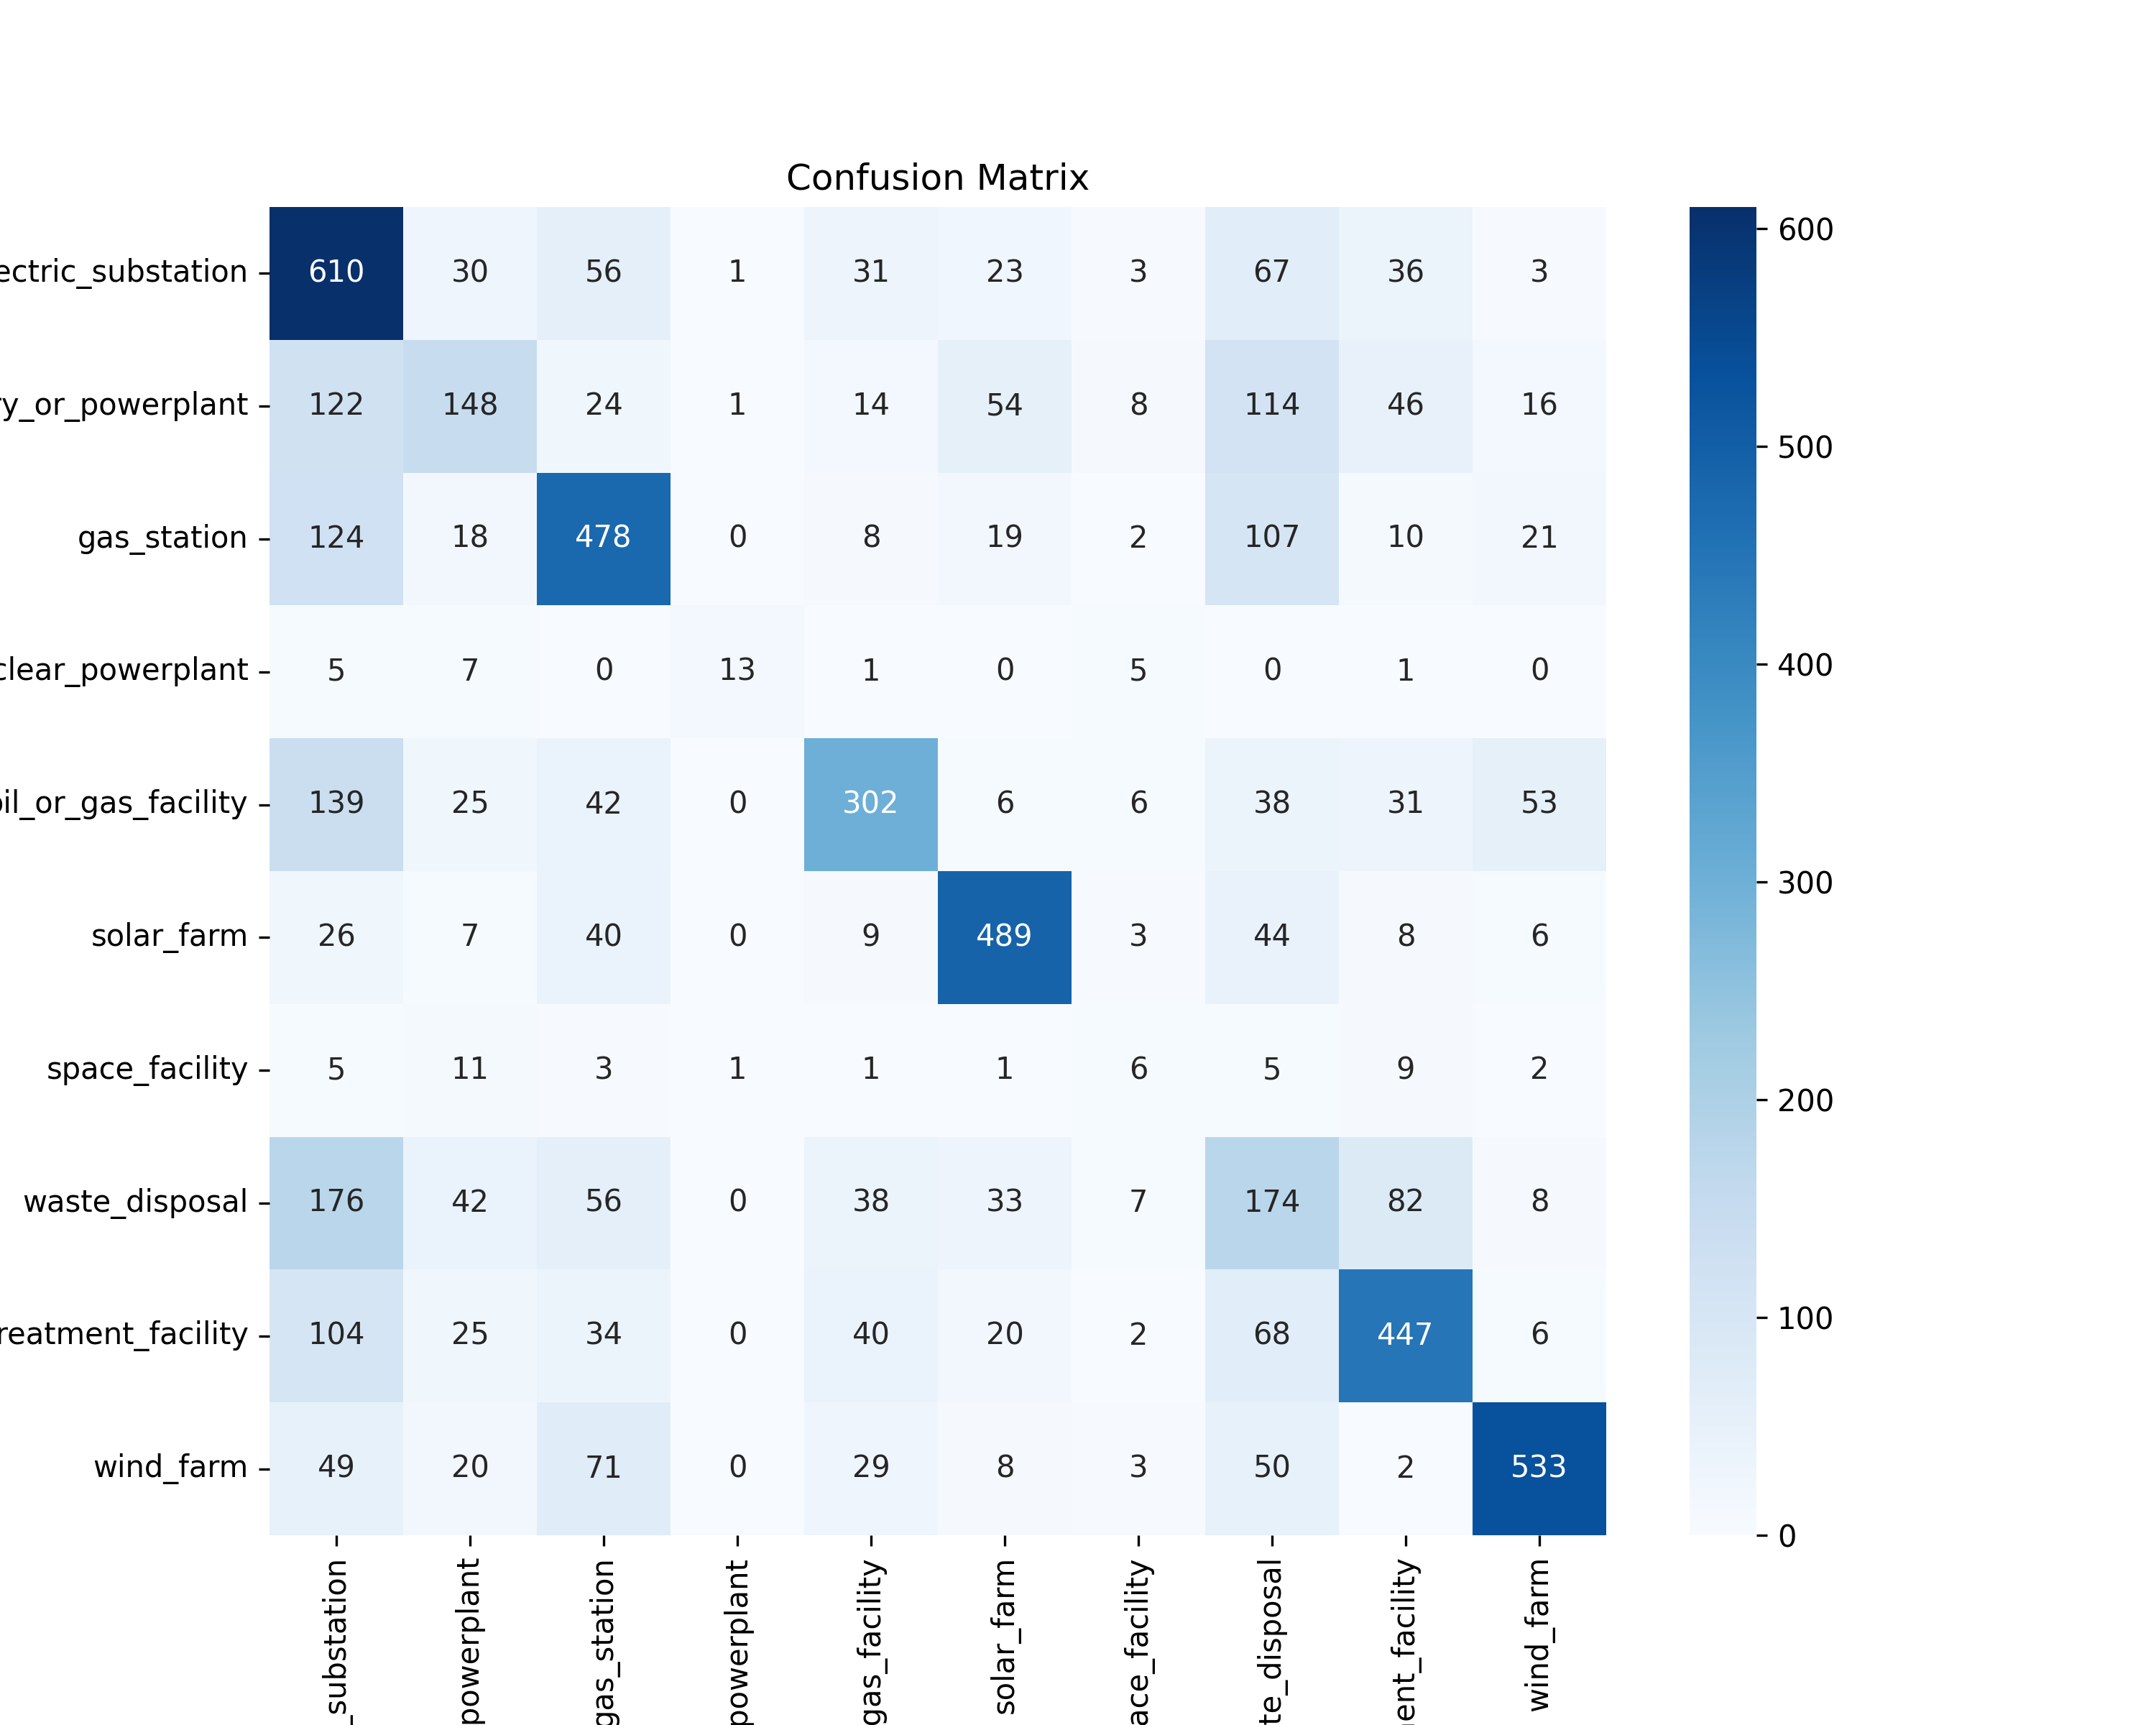 Confusion Matrix
ectric_substation 610 30 56 1 31 23 3 67 36 3
y_or_powerplant 122 148 24 1 14 54 8 114 46 16
gas_station 124 18 478 0 8 19 2 107 10 21
clear_powerplant 5 7 0 13 1 0 5 0 1 0
oil_or_gas_facility 139 25 42 0 302 6 6 38 31 53
solar_farm 26 7 40 0 9 489 3 44 8 6
space_facility 5 11 3 1 1 1 6 5 9 2
waste_disposal 176 42 56 0 38 33 7 174 82 8
reatment_facility 104 25 34 0 40 20 2 68 447 6
wind_farm 49 20 71 0 29 8 3 50 2 533
_substation
powerplant
gas_station
powerplant
gas_facility
solar_farm
ace_facility
te_disposal
ent_facility
wind_farm
600
500
400
300
200
100
0